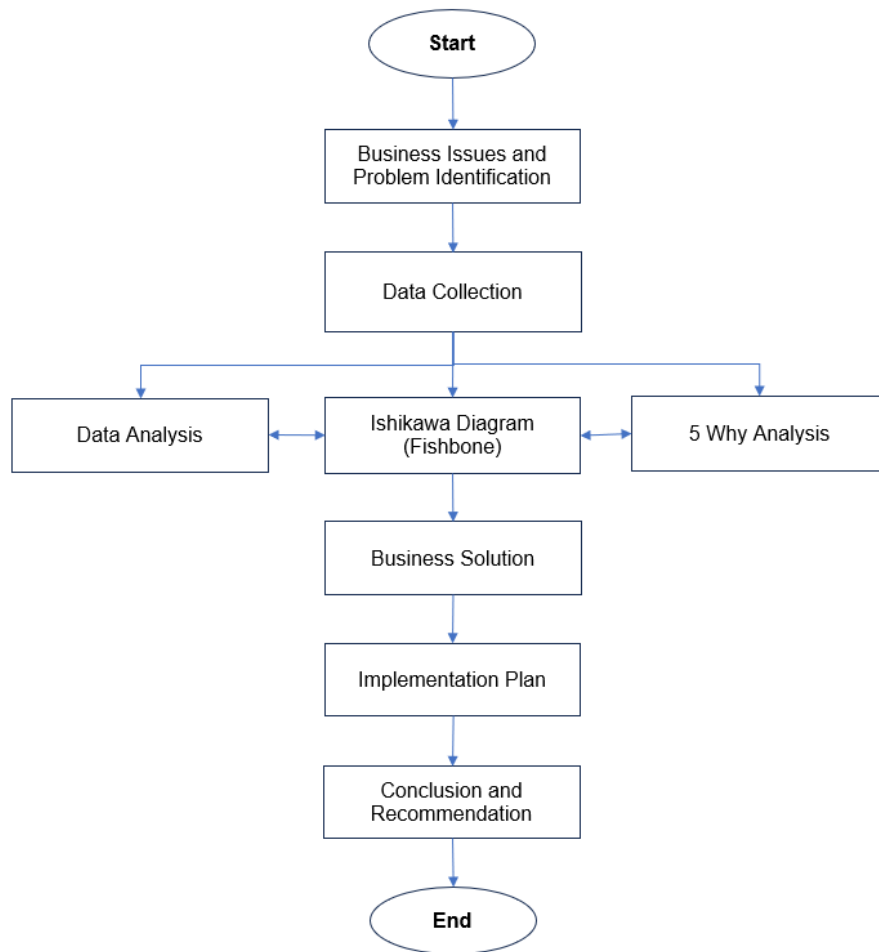 Start
Business Issues and
Problem Identification
Data Collection
Data Analysis
Ishikawa Diagram
(Fishbone)
5 Why Analysis
Business Solution
Implementation Plan
Conclusion and
Recommendation
End